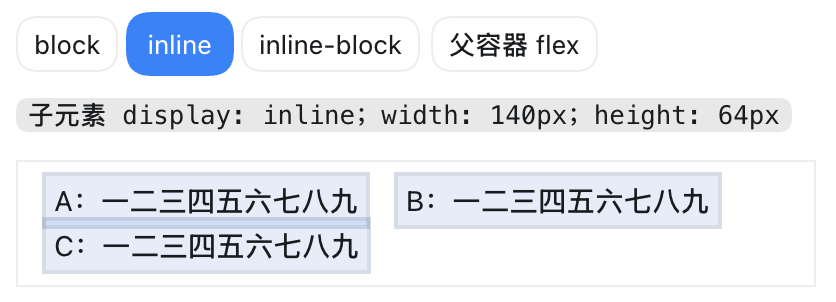 block inline inline-block 父容器 flex
子元素 display: inline; width: 140px; height: 64px
A：一二三四五六七八九 B：一二三四五六七八九
C：一二三四五六七八九